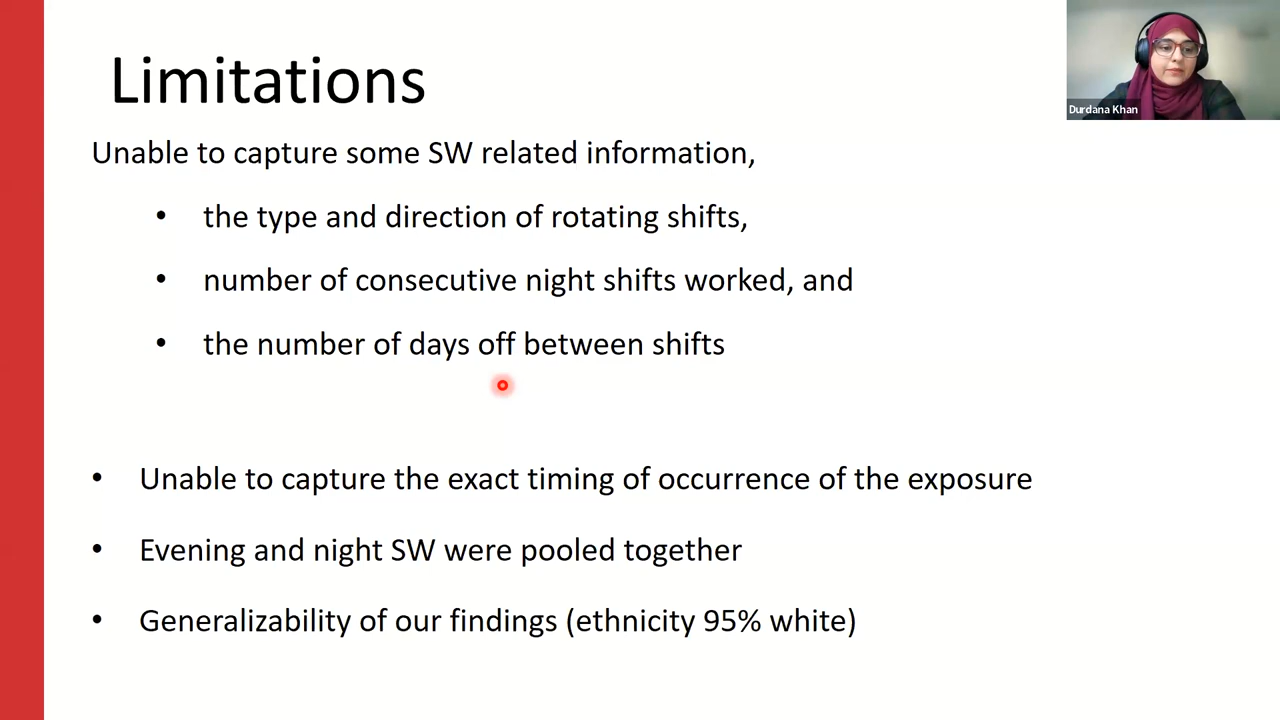 Limitations
Durdana Khan
Unable to capture some SW related information,
• the type and direction of rotating shifts,
• number of consecutive night shifts worked, and
• the number of days off between shifts
• Unable to capture the exact timing of occurrence of the exposure
• Evening and night SW were pooled together
• Generalizability of our findings (ethnicity 95% white)